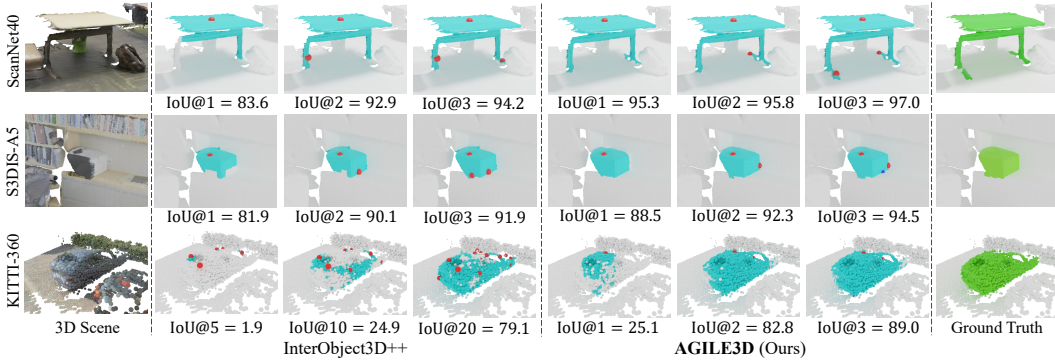 ScanNet40
IoU@1 = 83.6 IoU@2 = 92.9 IoU@3 = 94.2 IoU@1 = 95.3 IoU@2 = 95.8 IoU@3 = 97.0
S3DIS-A5
IoU@1 = 81.9 IoU@2 = 90.1 IoU@3 = 91.9 IoU@1 = 88.5 IoU@2 = 92.3 IoU@3 = 94.5
KITTI-360
3D Scene IoU@5 = 1.9 IoU@10 = 24.9 IoU@20 = 79.1 IoU@1 = 25.1 IoU@2 = 82.8 IoU@3 = 89.0 Ground Truth
InterObject3D++ AGILE3D (Ours)